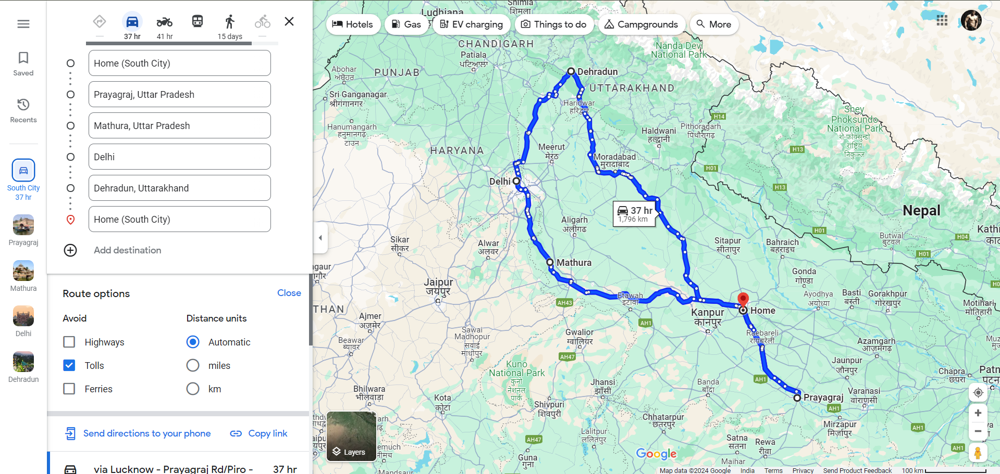 37 hr
41 hr
15 days
Saved
Recents
South City
37 hr
Prayagraj
Mathura
Delhi
Dehradun
Home (South City)
Prayagraj, Uttar Pradesh
Mathura, Uttar Pradesh
Delhi
Dehradun, Uttarakhand
Home (South City)
Add destination
Route options
Close
Avoid
Distance units
Highways
Automatic
Tolls
miles
Ferries
km
Send directions to your phone
Copy link
via Lucknow - Prayagraj Rd/Piro -
37 hr
Hotels
Gas
EV charging
Things to do
Campgrounds
More
Ludhiana
Shimla
शिमला
CHANDIGARH
Patiala
ਪਟਿਆਲਾ
Abohar
ਅਬੋਹਰ
PUNJAB
Dehradun
UTTARAKHAND
Nanda Devi
National Park
Sri Ganganagar
श्रीगंगानगर
Haridwar
हरिद्वार
H14
Shey
Phoksundo
National Park
शे-फोक्सुन्डो
राष्ट्रिय
निकुञ्ज
Hanumangarh
हनुमानगढ़
टाउन
Haldwani
हल्द्वानी
Pithoragarh
पिथौरागढ़
HARYANA
Meerut
मेरठ
Moradabad
मुरादाबाद
H13
H01
Delhi
H13
37 hr
1,796 km
Nepal
Aligarh
अलीगढ
Sikar
सीकर
Alwar
अलवर
Sitapur
सीतापुर
Bahraich
बहराइच
H01
Butwal
बुटवल
H04
H01
Mathura
Jaipur
जयपुर
Gonda
गोण्डा
Etawah
इटावा
AH43
Ayodhya
अयोध्या
Basti
बस्ती
Gorakhpur
गोरखपुर
Motihari
मोतिहारी
THAN
Ajmer
अजमेर
AH1
Kanpur
कानपुर
Home
Beawar
ब्यावर
Sawai
Madhopur
सवाई
माधोपुर
Gwalior
ग्वालियर
Raebareli
रायबरेली
Azamgarh
आज़मगढ़
AH47
Kuno
National Park
कुनो
नेशनल
पार्क
Jaunpur
जौनपुर
Chapra
छपरा
Bhilwara
भीलवाड़ा
Kota
कोटा
Jhansi
झाँसी
Banda
बाँदा
AH1
Varanasi
वाराणसी
Prayagraj
Shivpuri
शिवपुरी
AH1
Chhatarpur
छतरपुर
Mirzapur
मिर्ज़ापुर
AH1
Lalitpur
ललितपुर
AH47
Satna
सतना
Rewa
रीवा
AH1
Guna
गुना
Maihar
Layers
Google
Map data ©2024 Google
India
Terms
Privacy
Send Product Feedback
100 km